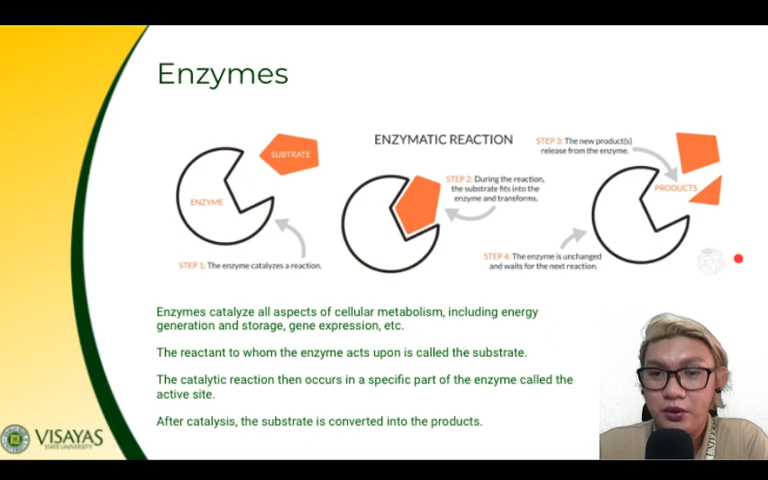 Enzymes
ENZYMATIC REACTION
SUBTRATE
ENZYME
STEP 1: The enzyme catalyzes a reaction.
STEP 2: During the reaction,
the substrate fits into the
enzyme and transforms.
STEP 3: The new product(s)
release from the enzyme.
PRODUCTS
STEP 4: The enzyme is unchanged
and waits for the next reaction.
Enzymes catalyze all aspects of cellular metabolism, including energy
generation and storage, gene expression, etc.
The reactant to whom the enzyme acts upon is called the substrate.
The catalytic reaction then occurs in a specific part of the enzyme called the
active site.
After catalysis, the substrate is converted into the products.
VISAYAS
STATE UNIVERSITY